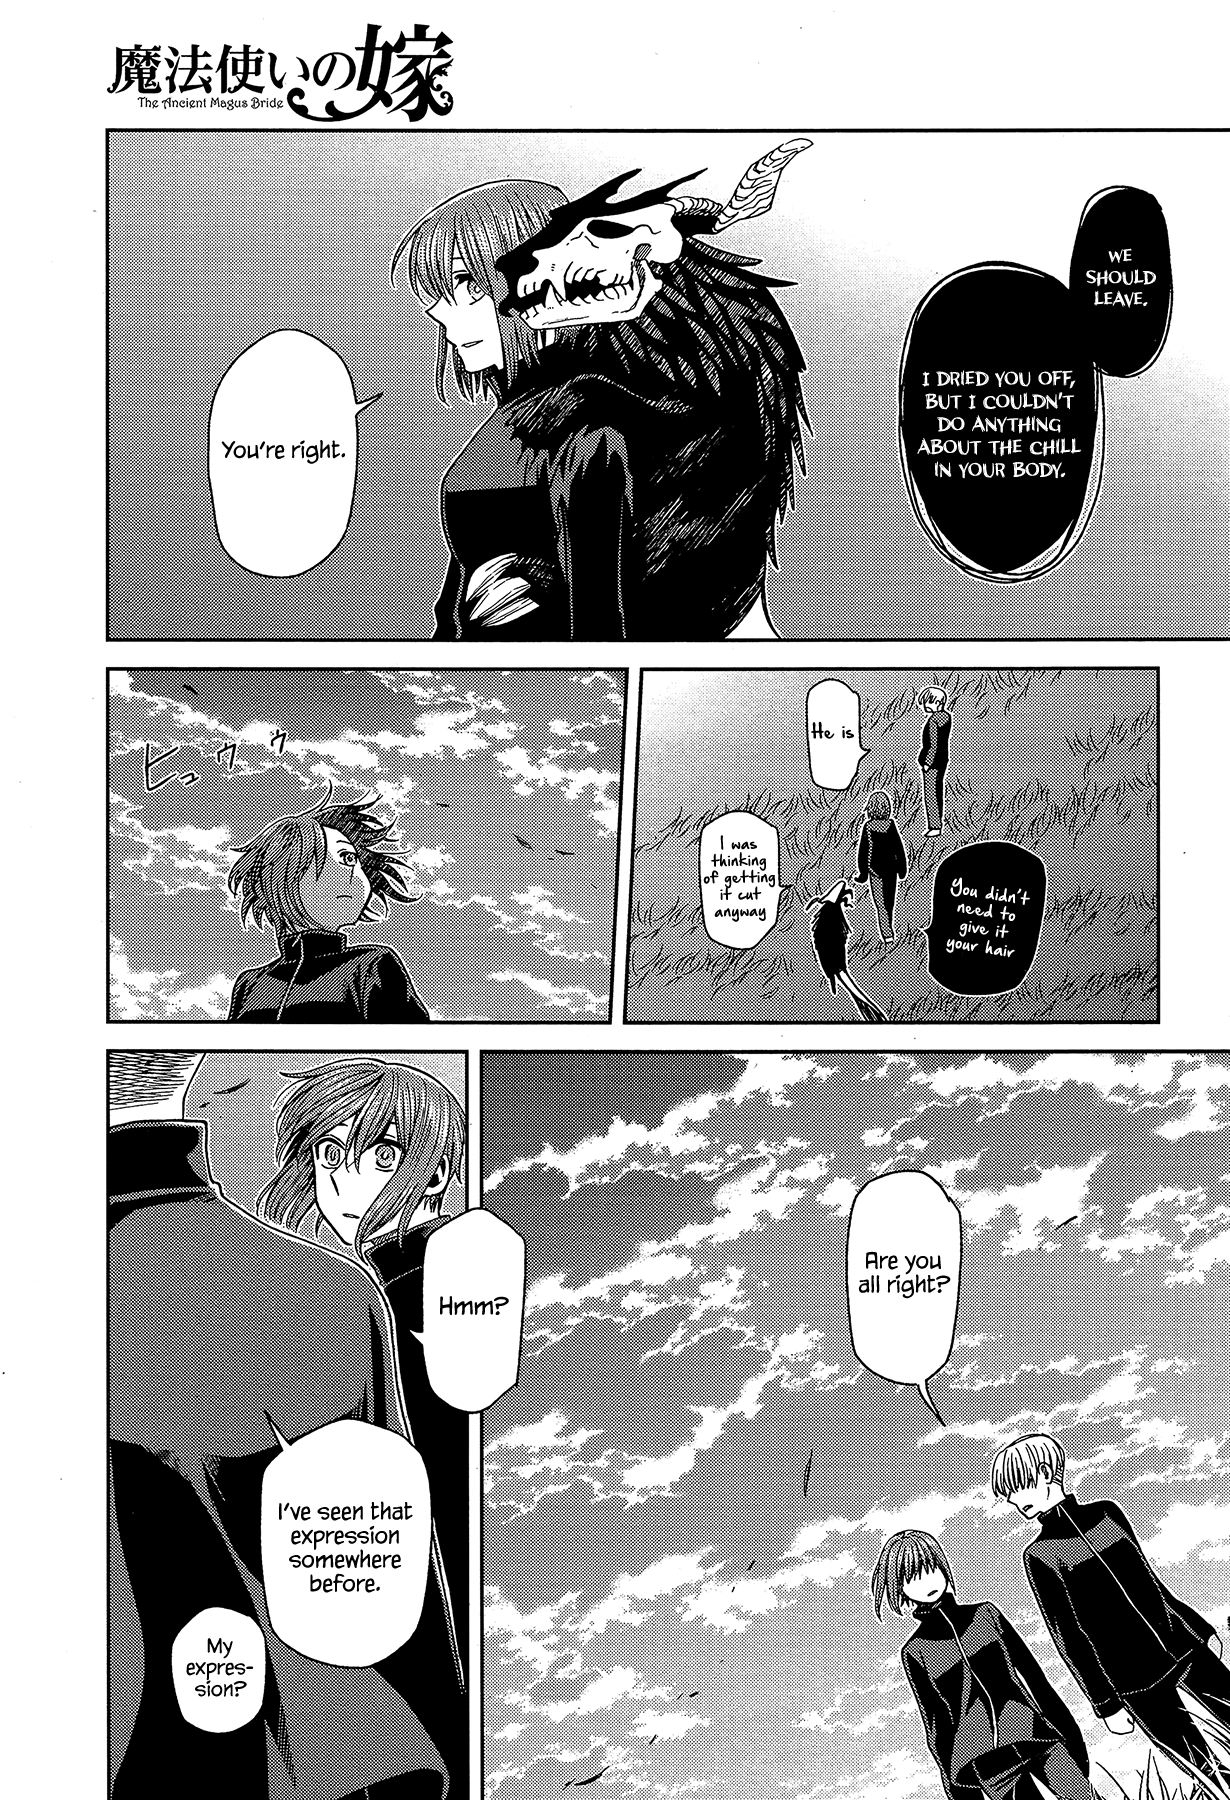 魔法使いの嫁
The Ancient Magus Bride
WE
SHOULD
LEAVE.
I DRIED YOU OFF,
BUT I COULDN'T
DO ANYTHING
ABOUT THE CHILL
IN YOUR BODY.
You're right.
He is
You didn't
need to
give it
your hair
I was
thinking
of getting
it cut
anyway
ヒュゥゥ
Are you
all right?
Hmm?
I've seen that
expression
somewhere
before.
My
expres-
sion?